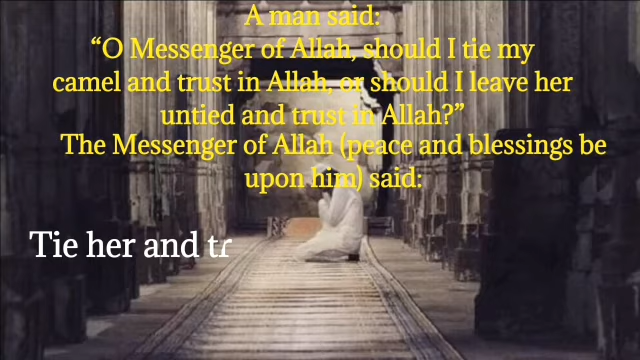 A man said:
“O Messenger of Allah, should I tie my
camel and trust in Allah, or should I leave her
untied and trust in Allah?”
The Messenger of Allah (peace and blessings be
upon him) said:
Tie her and tr